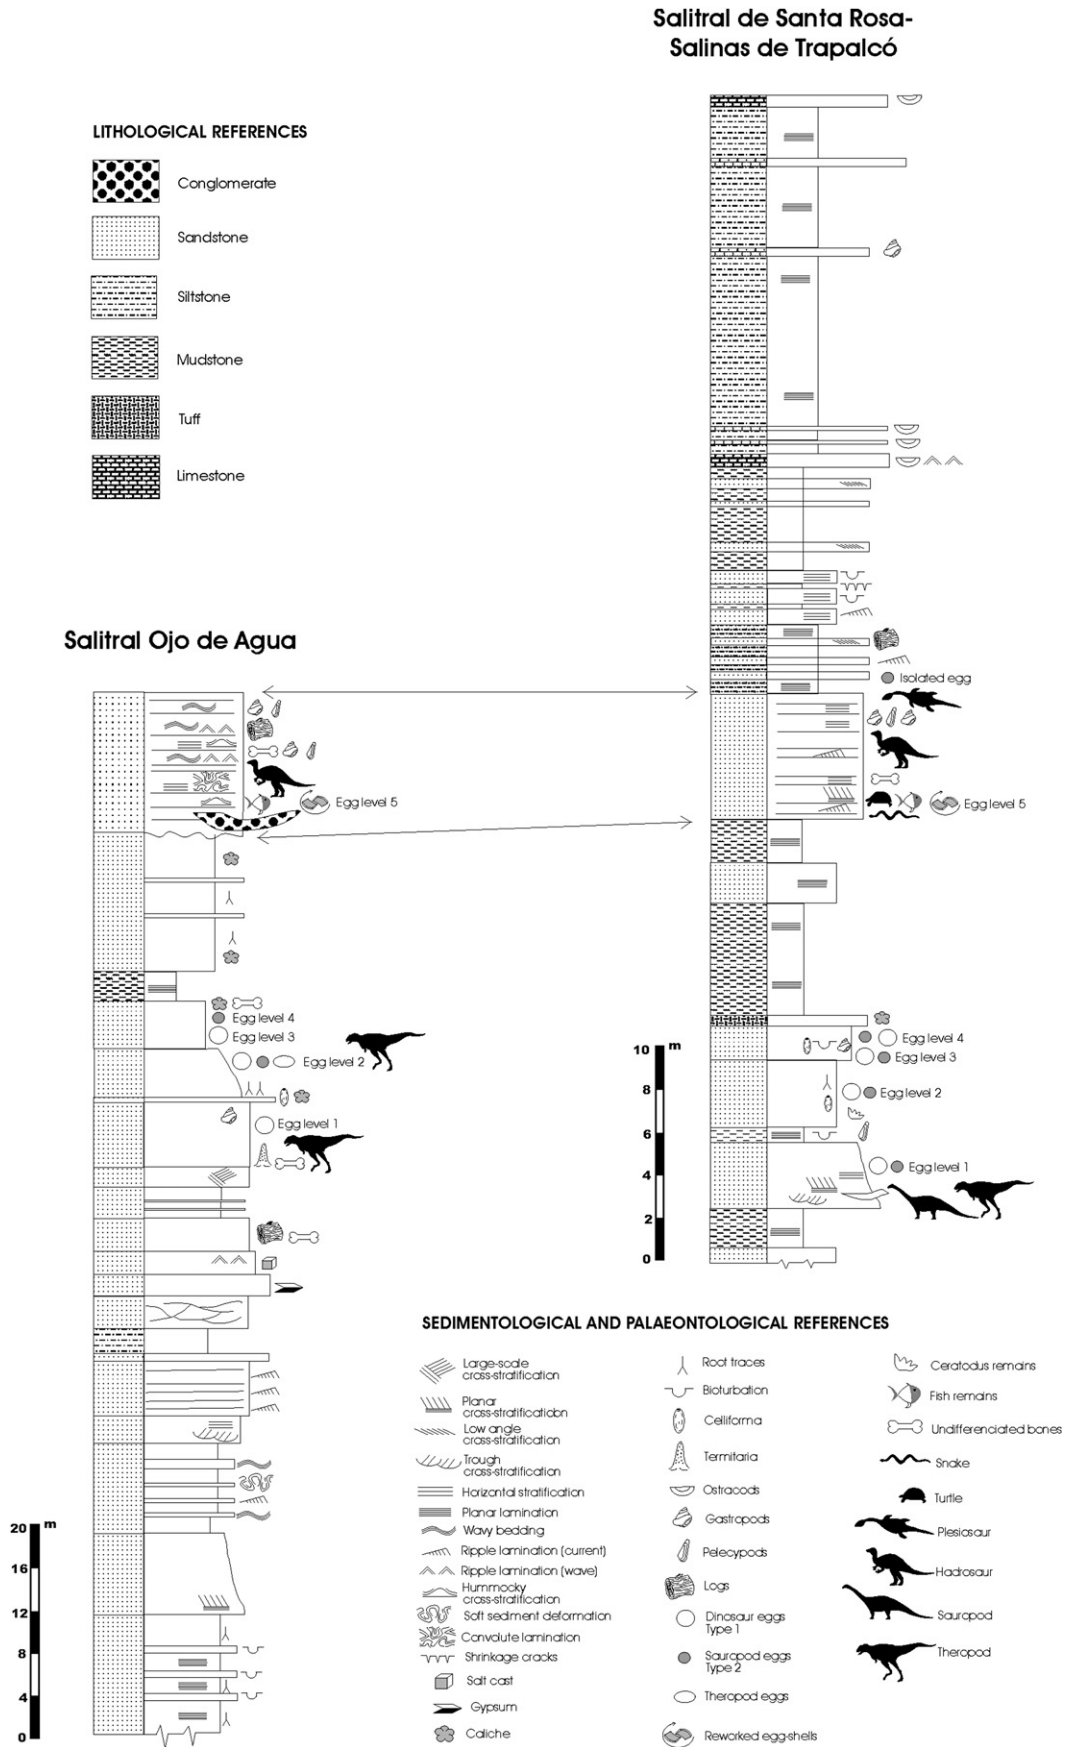 Salitral de Santa Rosa-
Salinas de Trapalcó
LITHOLOGICAL REFERENCES
Conglomerate
Sandstone
Siltstone
Mudstone
Tuff
Limestone
Salitral Ojo de Agua
Egg level 5
Egg level 4
Egg level 3
Egg level 2
Egg level 1
20 m
16
12
8
4
0
Isolated egg
Egg level 5
Egg level 4
Egg level 3
Egg level 2
Egg level 1
10 m
8
6
4
2
0
SEDIMENTOLOGICAL AND PALAEONTOLOGICAL REFERENCES
Large-scale
cross-stratification
Planar
cross-stratificatidon
Low angle
cross-stratification
Trough
cross-stratification
Horizontal stratification
Planar lamination
Wavy bedding
Ripple lamination (current)
Ripple lamination (wave)
Hummocky
cross-stratification
Soft sediment deformation
Convolute lamination
Shrinkage cracks
Salt cast
Gypsum
Caliche
Root traces
Bioturbation
Celliforma
Termitaria
Ostracods
Gastropods
Pelecypods
Logs
Dinosaur eggs
Type 1
Sauropod eggs
Type 2
Theropod eggs
Reworked egg-shells
Ceratodus remains
Fish remains
Undifferenciated bones
Snake
Turtle
Plesiosaur
Hadrosaur
Sauropod
Theropod